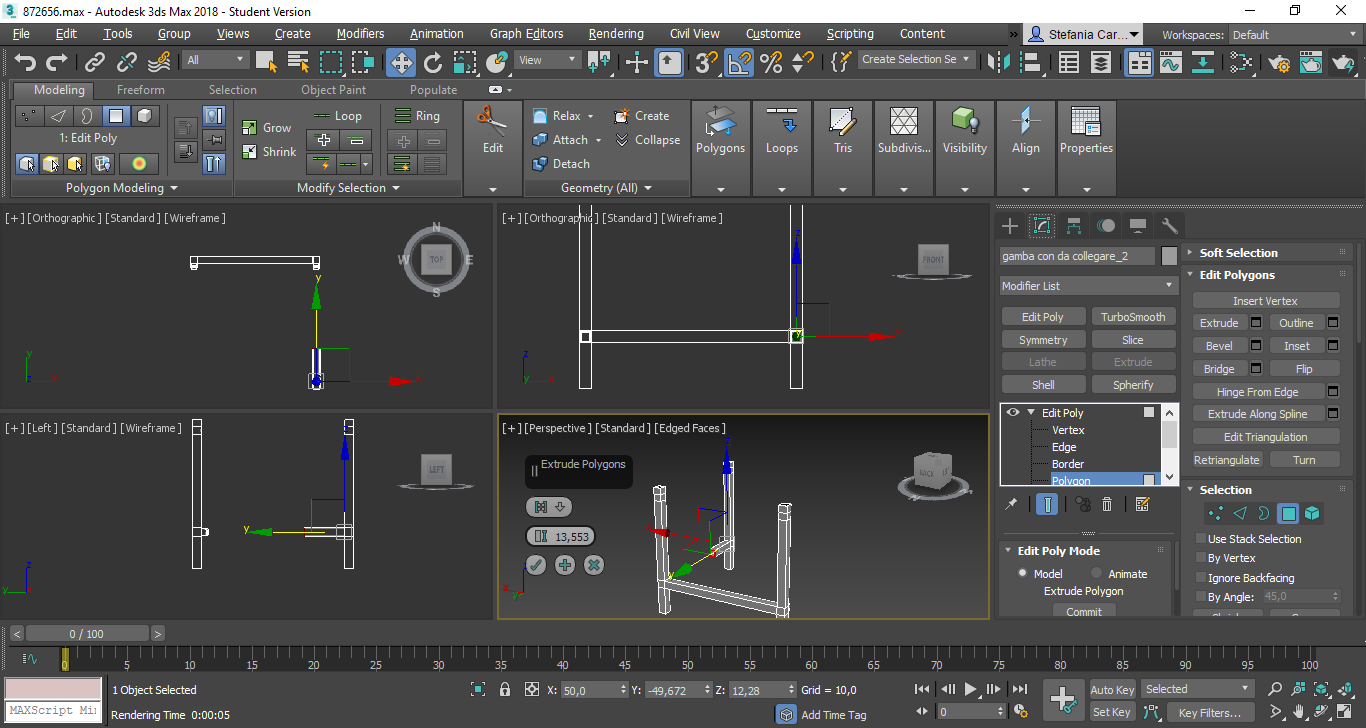 872656.max - Autodesk 3ds Max 2018 - Student Version
File Edit Tools Group Views Create Modifiers Animation Graph Editors Rendering Civil View Customize Scripting Content » Stefania Car... Workspaces: Default
All View Create Selection Se
Modeling Freeform Selection Object Paint Populate
1: Edit Poly
Polygon Modeling
Grow
Shrink
Loop
Ring
Modify Selection
Edit
Relax Create
Attach Collapse
Detach
Geometry (All)
Polygons Loops Tris Subdivis... Visibility Align Properties
[+] [Orthographic] [Standard] [Wireframe]
N
W TOP E
S
y
x
y
z x
[+] [Orthographic] [Standard] [Wireframe]
FRONT
z
y x
z
y x
[+] [Left] [Standard] [Wireframe]
LEFT
z
y
z
y
[+] [Perspective] [Standard] [Edged Faces]
BACK
Extrude Polygons
13,553
gamba con da collegare_2
Modifier List
Edit Poly TurboSmooth
Symmetry Slice
Lathe Extrude
Shell Spherify
Edit Poly
Vertex
Edge
Border
Polygon
Edit Poly Mode
Model Animate
Extrude Polygon
Commit
Soft Selection
Edit Polygons
Insert Vertex
Extrude Outline
Bevel Inset
Bridge Flip
Hinge From Edge
Extrude Along Spline
Edit Triangulation
Retriangulate Turn
Selection
Use Stack Selection
By Vertex
Ignore Backfacing
By Angle: 45,0
< 0 / 100 >
0 5 10 15 20 25 30 35 40 45 50 55 60 65 70 75 80 85 90 95 100
1 Object Selected X: 50,0 Y: -49,672 Z: 12,28 Grid = 10,0 Auto Key Selected
MAXScript Mi
Rendering Time 0:00:05 Add Time Tag 0 Set Key Key Filters...